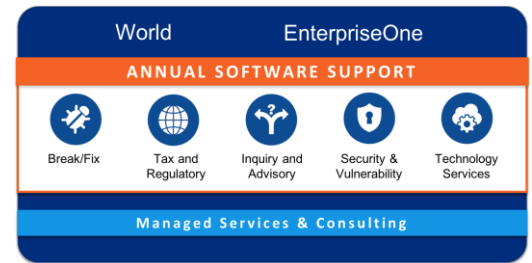 World EnterpriseOne
ANNUAL SOFTWARE SUPPORT
?
Break/Fix
Tax and
Regulatory
Inquiry and
Advisory
Security &
Vulnerability
Technology
Services
Managed Services & Consulting